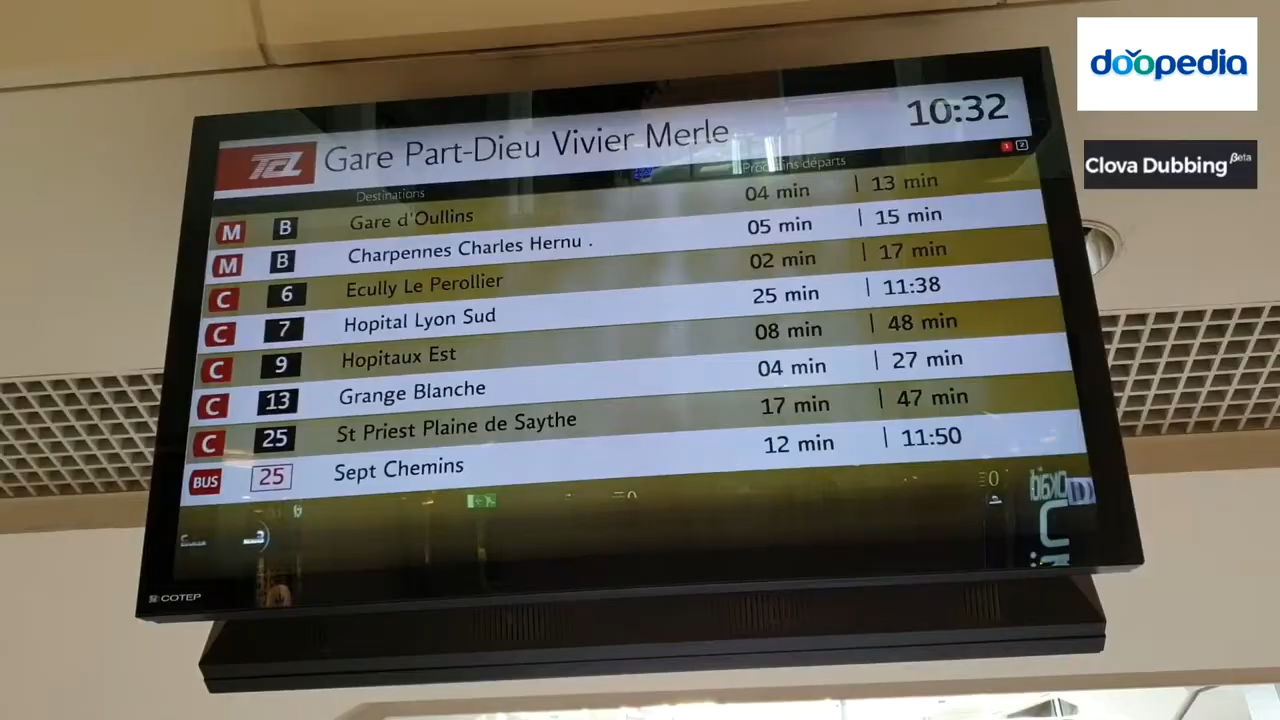 doopedia
Clova Dubbing Beta
TCL Gare Part-Dieu Vivier Merle 10:32
1 2
Destinations Prochains départs
M B Gare d'Oullins 04 min | 13 min
M B Charpennes Charles Hernu . 05 min | 15 min
C 6 Ecully Le Perollier 02 min | 17 min
C 7 Hopital Lyon Sud 25 min | 11:38
C 9 Hopitaux Est 08 min | 48 min
C 13 Grange Blanche 04 min | 27 min
C 25 St Priest Plaine de Saythe 17 min | 47 min
BUS 25 Sept Chemins 12 min | 11:50
COTEP